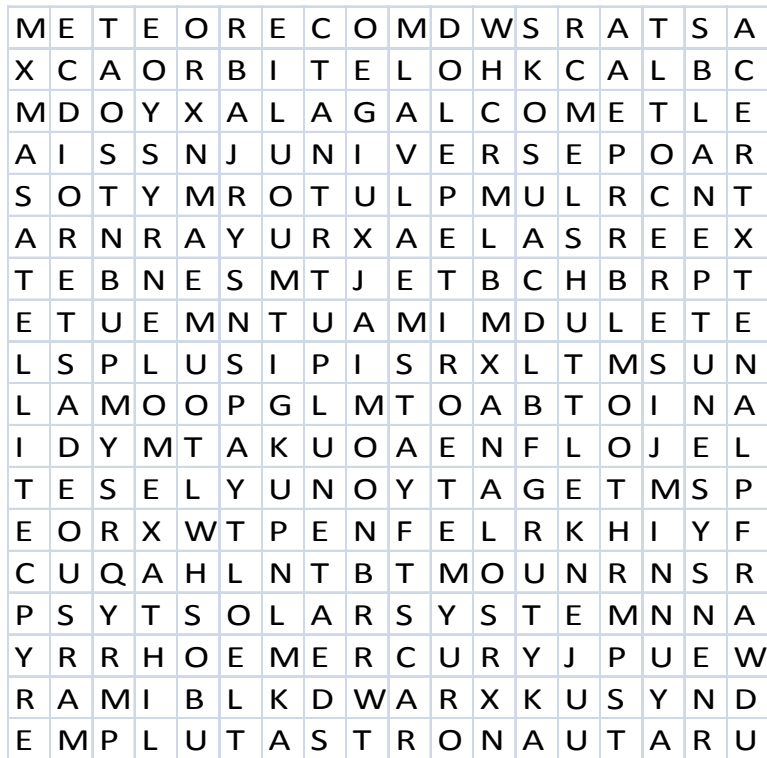 M E T E O R E C O M D W S R A T S A
X C A O R B I T E L O H K C A L B C
M D O Y X A L A G A L C O M E T L E
A I S S N J U N I V E R S E P O A R
S O T Y M R O T U L P M U L R C N T
A R N R A Y U R X A E L A S R E E X
T E B N E S M T J E T B C H B R P T
E T U E M N T U A M I M D U L E T E
L S P L U S I P I S R X L T M S U N
L A M O O P G L M T O A B T O I N A
I D Y M T A K U O A E N F L O J E L
T E S E L Y U N O Y T A G E T M S P
E O R X W T P E N F E L R K H I Y F
C U Q A H L N T B T M O U N R N S R
P S Y T S O L A R S Y S T E M N N A
Y R R H O E M E R C U R Y J P U E W
R A M I B L K D W A R X K U S Y N D
E M P L U T A S T R O N A U T A R U